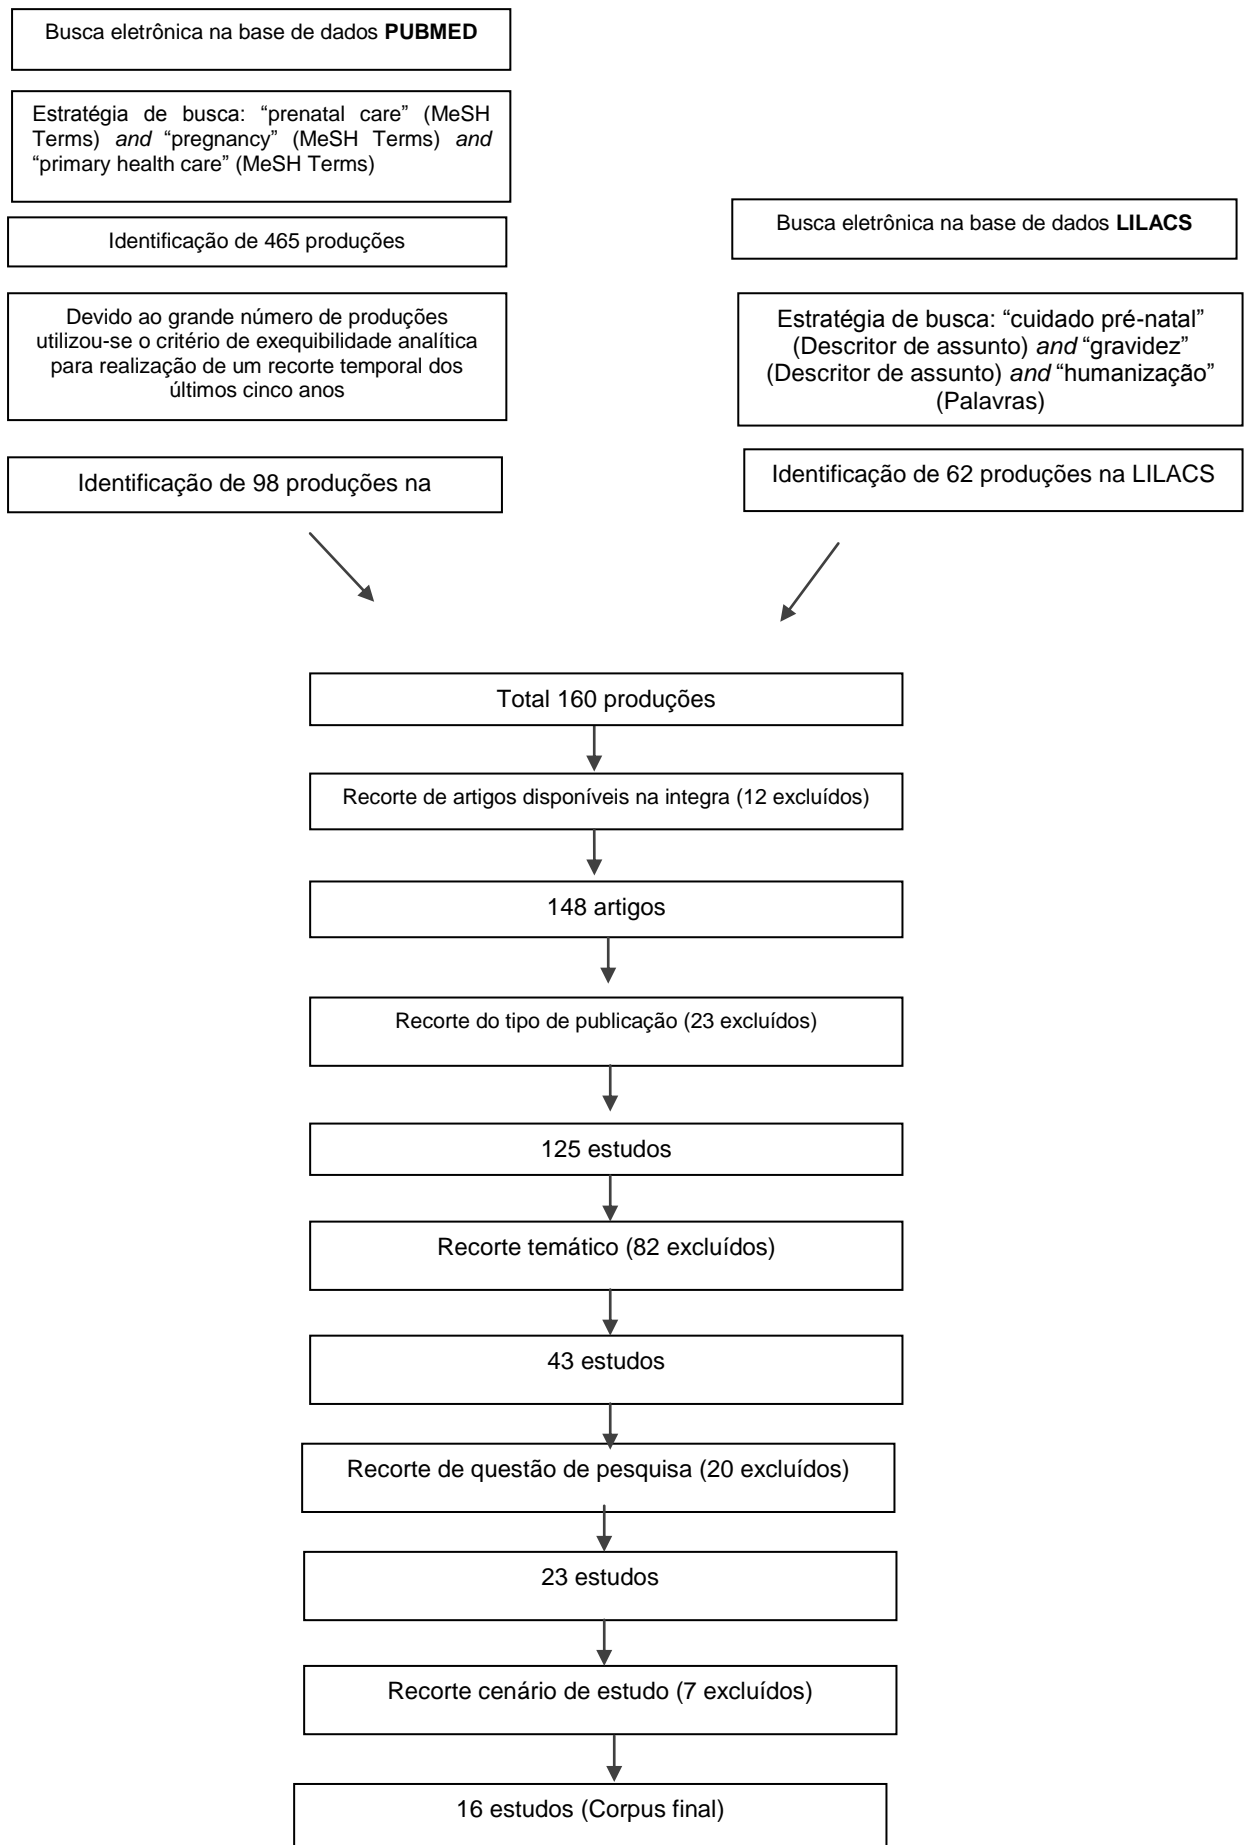 Busca eletrônica na base de dados PUBMED
Estratégia de busca: “prenatal care” (MeSH
Terms) and “pregnancy” (MeSH Terms) and
“primary health care” (MeSH Terms)
Identificação de 465 produções
Devido ao grande número de produções
utilizou-se o critério de exequibilidade analítica
para realização de um recorte temporal dos
últimos cinco anos
Identificação de 98 produções na
Busca eletrônica na base de dados LILACS
Estratégia de busca: “cuidado pré-natal”
(Descritor de assunto) and “gravidez”
(Descritor de assunto) and “humanização”
(Palavras)
Identificação de 62 produções na LILACS
Total 160 produções
Recorte de artigos disponíveis na integra (12 excluídos)
148 artigos
Recorte do tipo de publicação (23 excluídos)
125 estudos
Recorte temático (82 excluídos)
43 estudos
Recorte de questão de pesquisa (20 excluídos)
23 estudos
Recorte cenário de estudo (7 excluídos)
16 estudos (Corpus final)